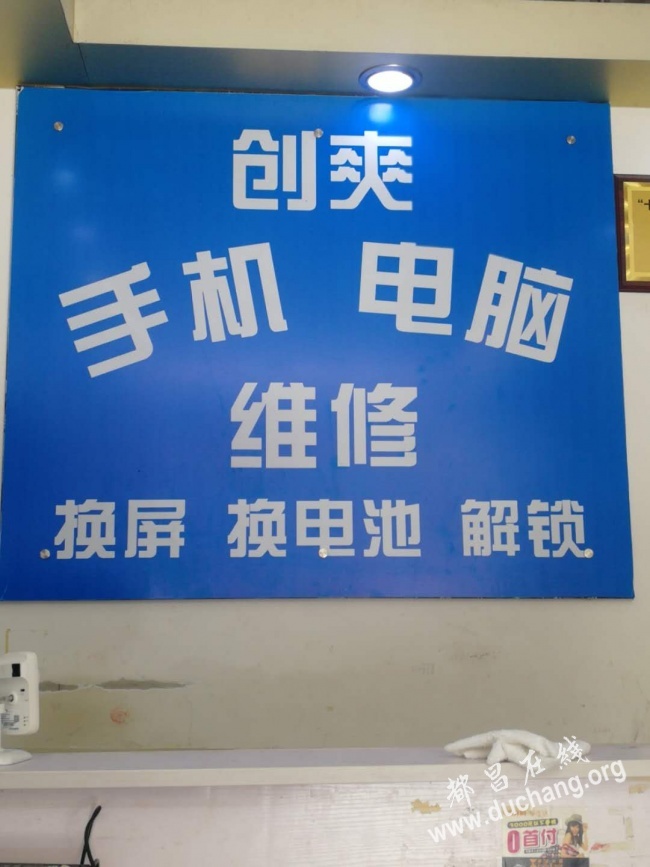 创爽
手机 电脑
维修
换屏 换电池 解锁
都昌在线
www.duchang.org
0首付